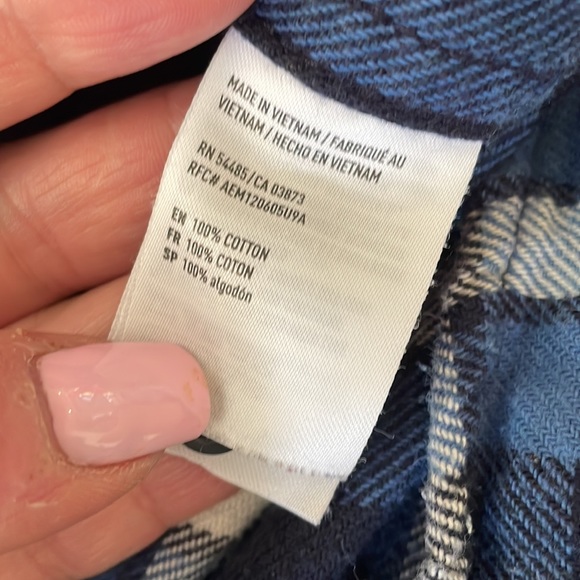 MADE IN VIETNAM / FABRIQUÉ AU
VIETNAM / HECHO EN VIETNAM
RN 54485 / CA 03873
RFC# AEM120605U9A
EN 100% COTTON
FR 100% COTON
SP 100% algodón